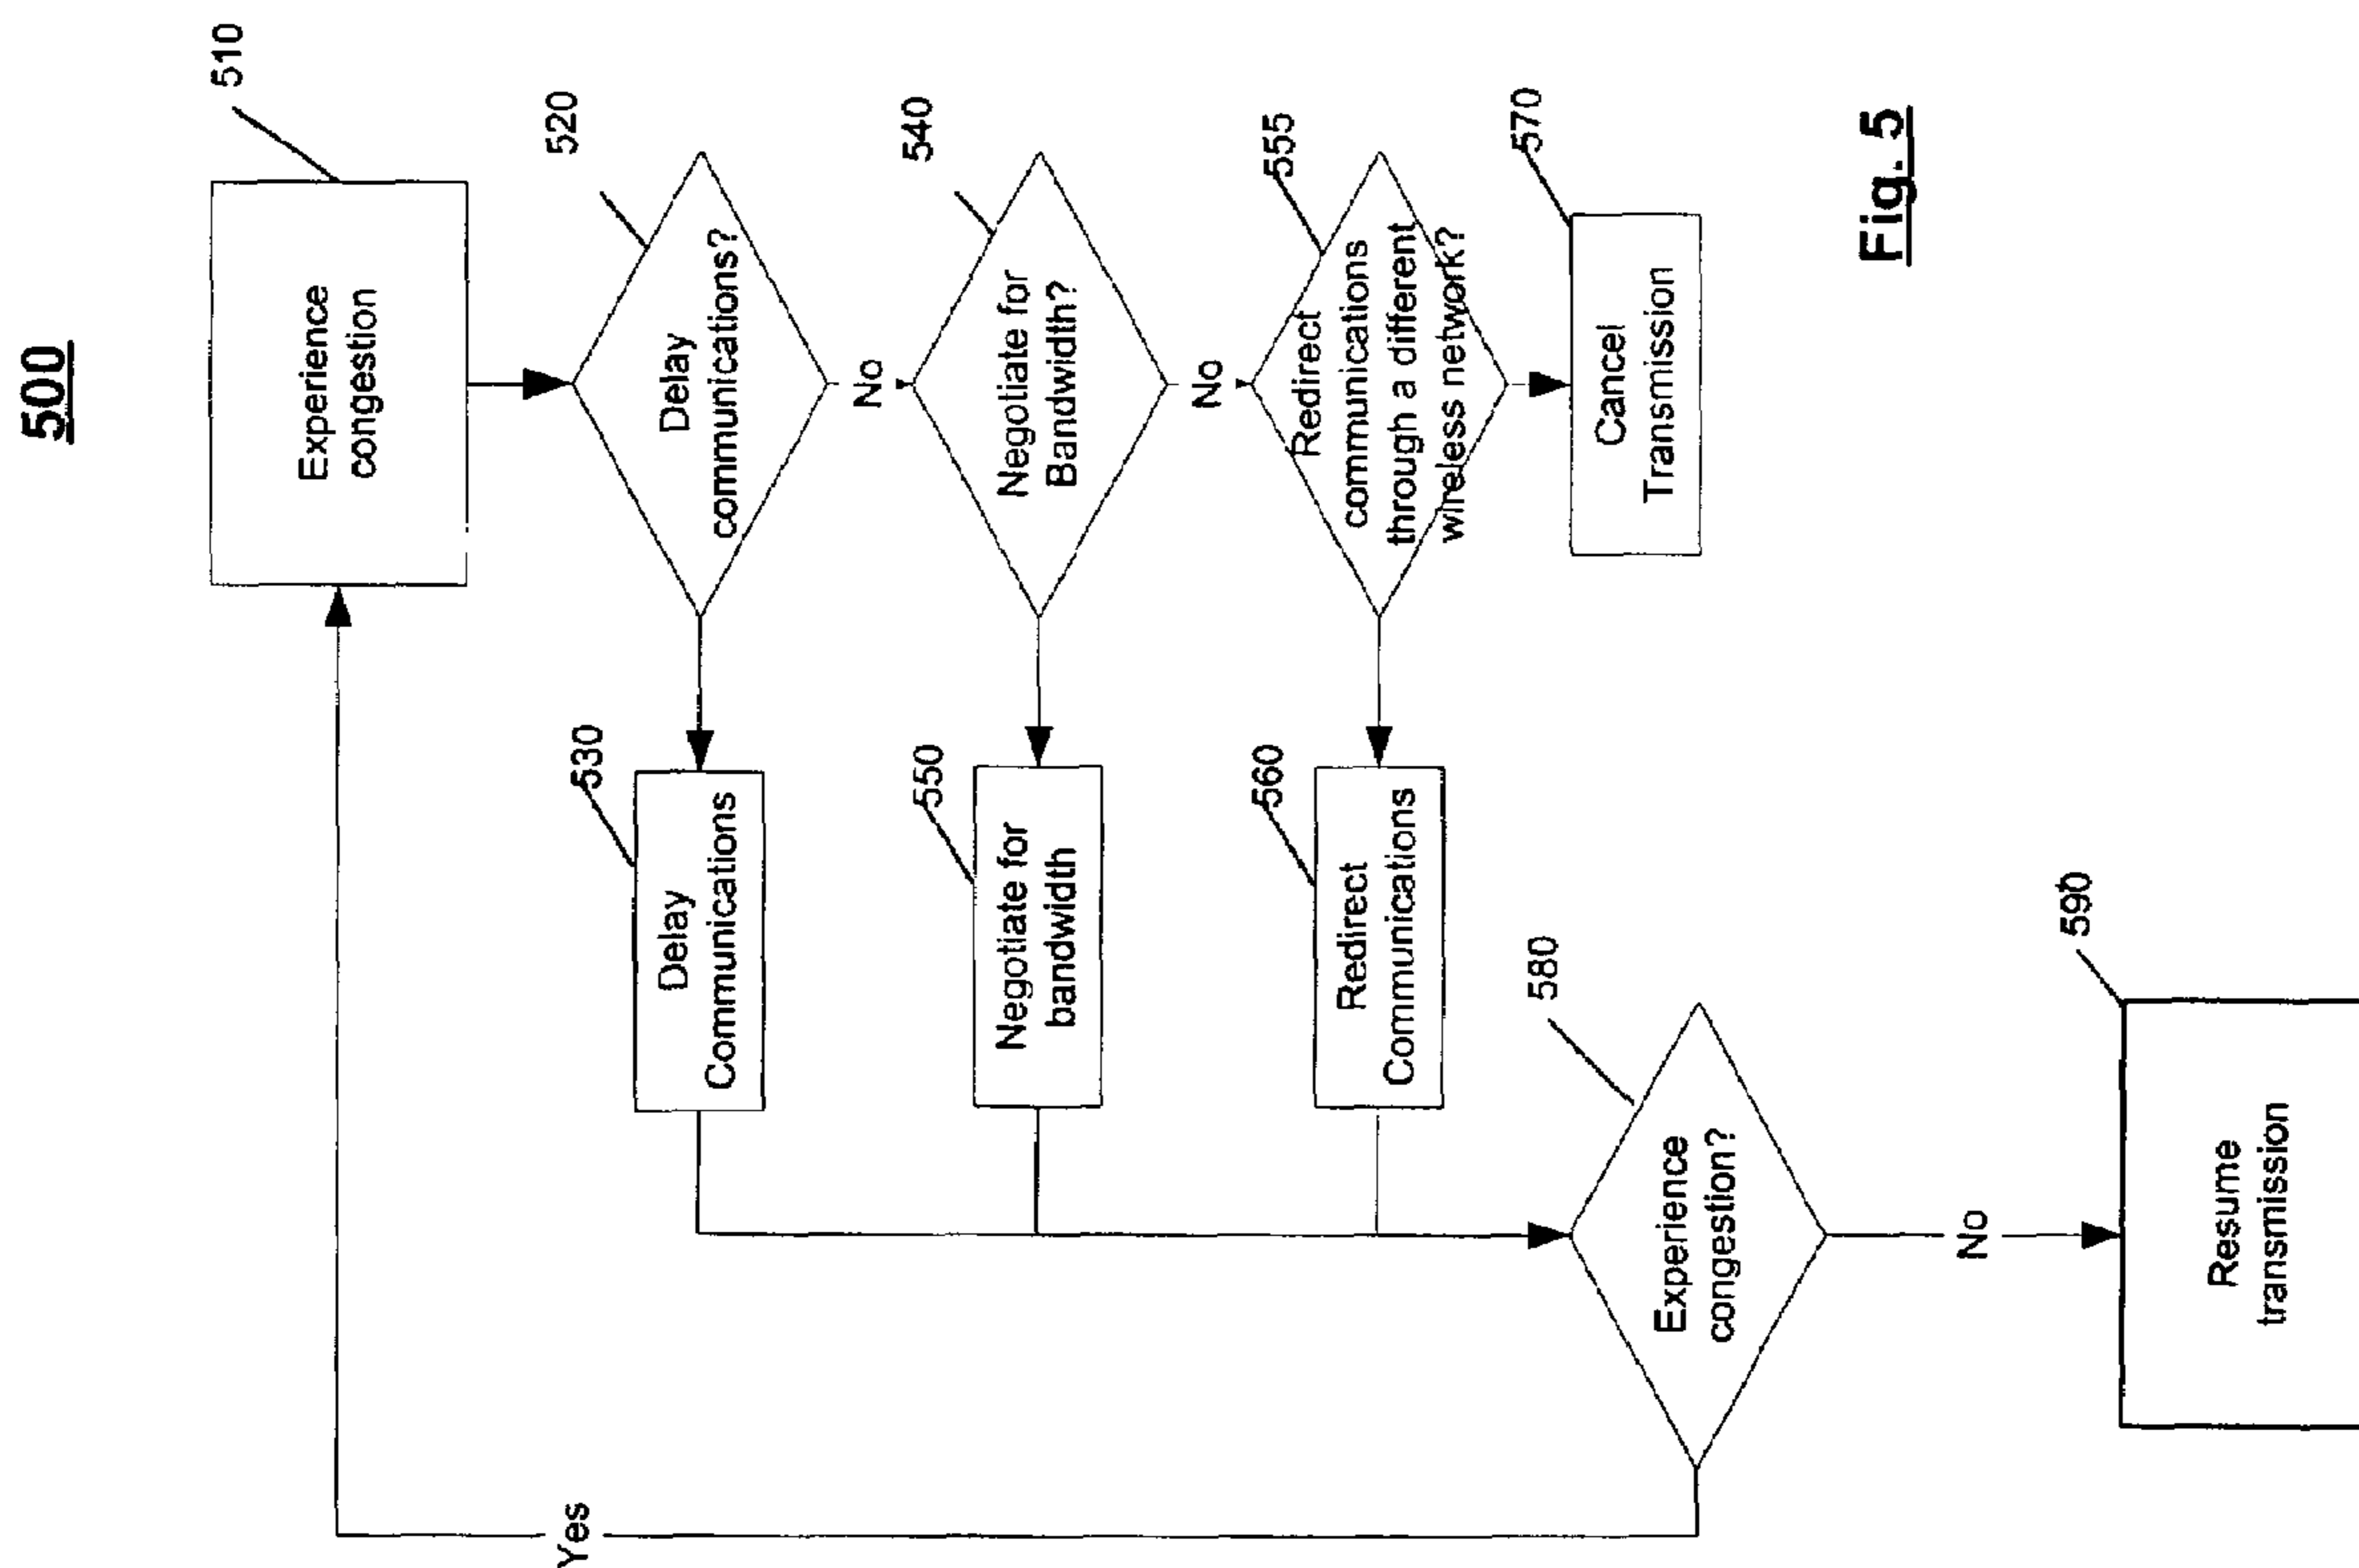 500
510
Experience
congestion
520
Delay
communications?
No
530
Delay
Communications
540
Negotiate for
Bandwidth?
No
550
Negotiate for
bandwidth
555
Redirect
communications
through a different
wireless network?
560
Redirect
Communications
570
Cancel
Transmission
580
Experience
congestion?
Yes
No
590
Resume
transmission
Fig. 5